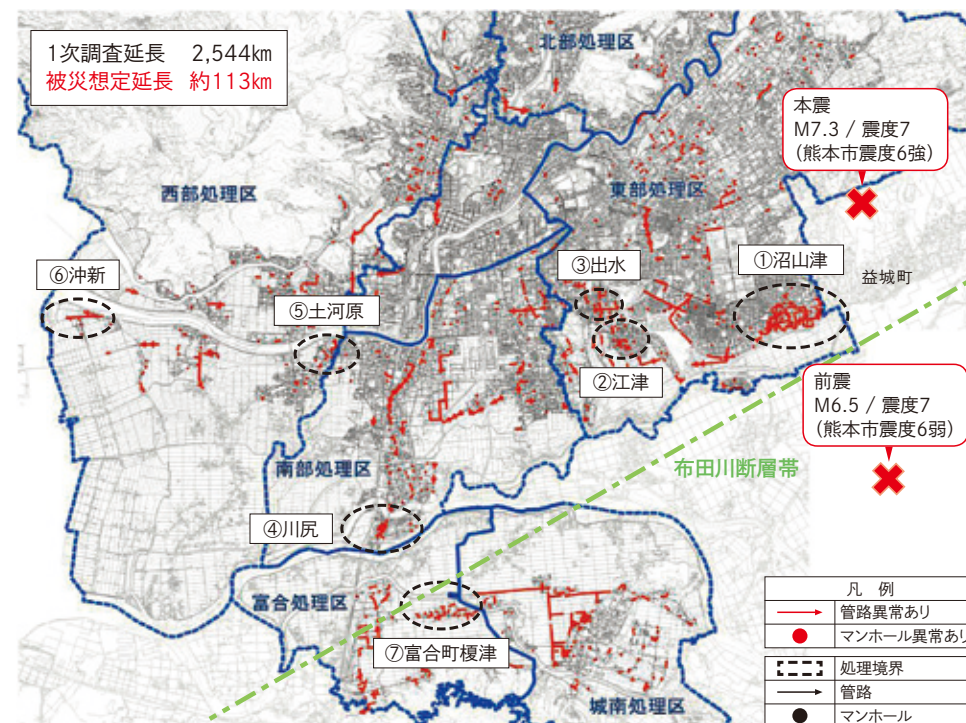 1次調査延長 2,544km
被災想定延長 約113km
北部処理区
本震
M7.3 / 震度7
(熊本市震度6強)
西部処理区
東部処理区
⑥沖新
③出水
①沼山津
益城町
⑤土河原
②江津
前震
M6.5 / 震度7
(熊本市震度6弱)
布田川断層帯
南部処理区
④川尻
富合処理区
⑦富合町榎津
城南処理区
凡 例
管路異常あり
マンホール異常あり
処理境界
管路
マンホール